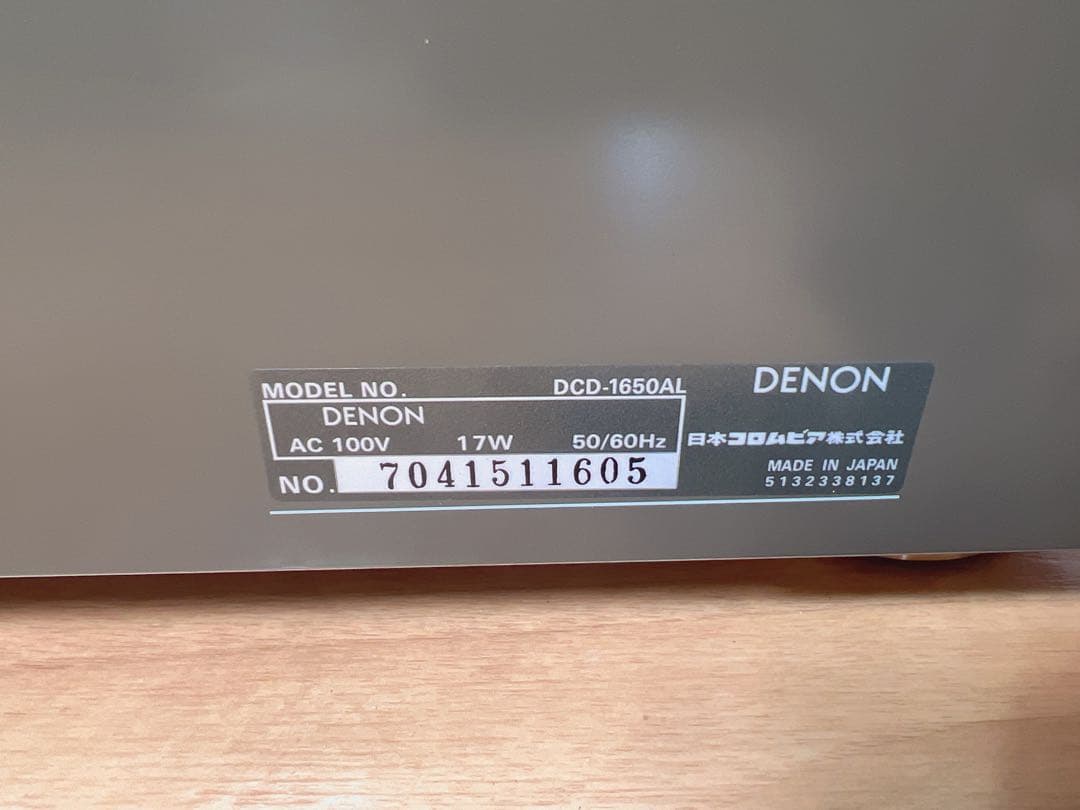 MODEL NO. DCD-1650AL
DENON
AC 100V 17W 50/60Hz
NO. 7041511605
DENON
日本コロムビア株式会社
MADE IN JAPAN
5132338137